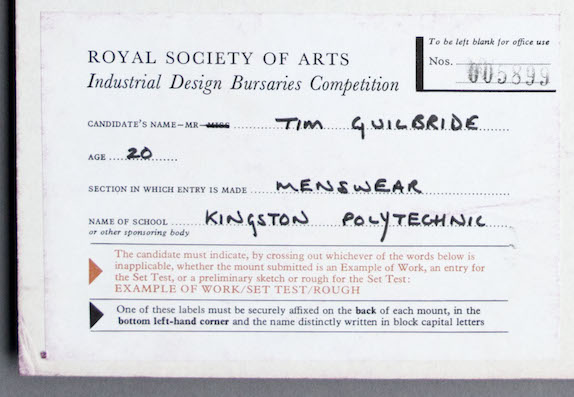 To be left blank for office use
ROYAL SOCIETY OF ARTS
Nos. 005899
Industrial Design Bursaries Competition
CANDIDATE'S NAME—MR MISS TIM GUILBRIDE
AGE 20
SECTION IN WHICH ENTRY IS MADE MENSWEAR
NAME OF SCHOOL KINGSTON POLYTECHNIC
or other sponsoring body
The candidate must indicate, by crossing out whichever of the words below is
inapplicable, whether the mount submitted is an Example of Work, an entry for
the Set Test, or a preliminary sketch or rough for the Set Test:
EXAMPLE OF WORK/SET TEST/ROUGH
One of these labels must be securely affixed on the back of each mount, in the
bottom left-hand corner and the name distinctly written in block capital letters